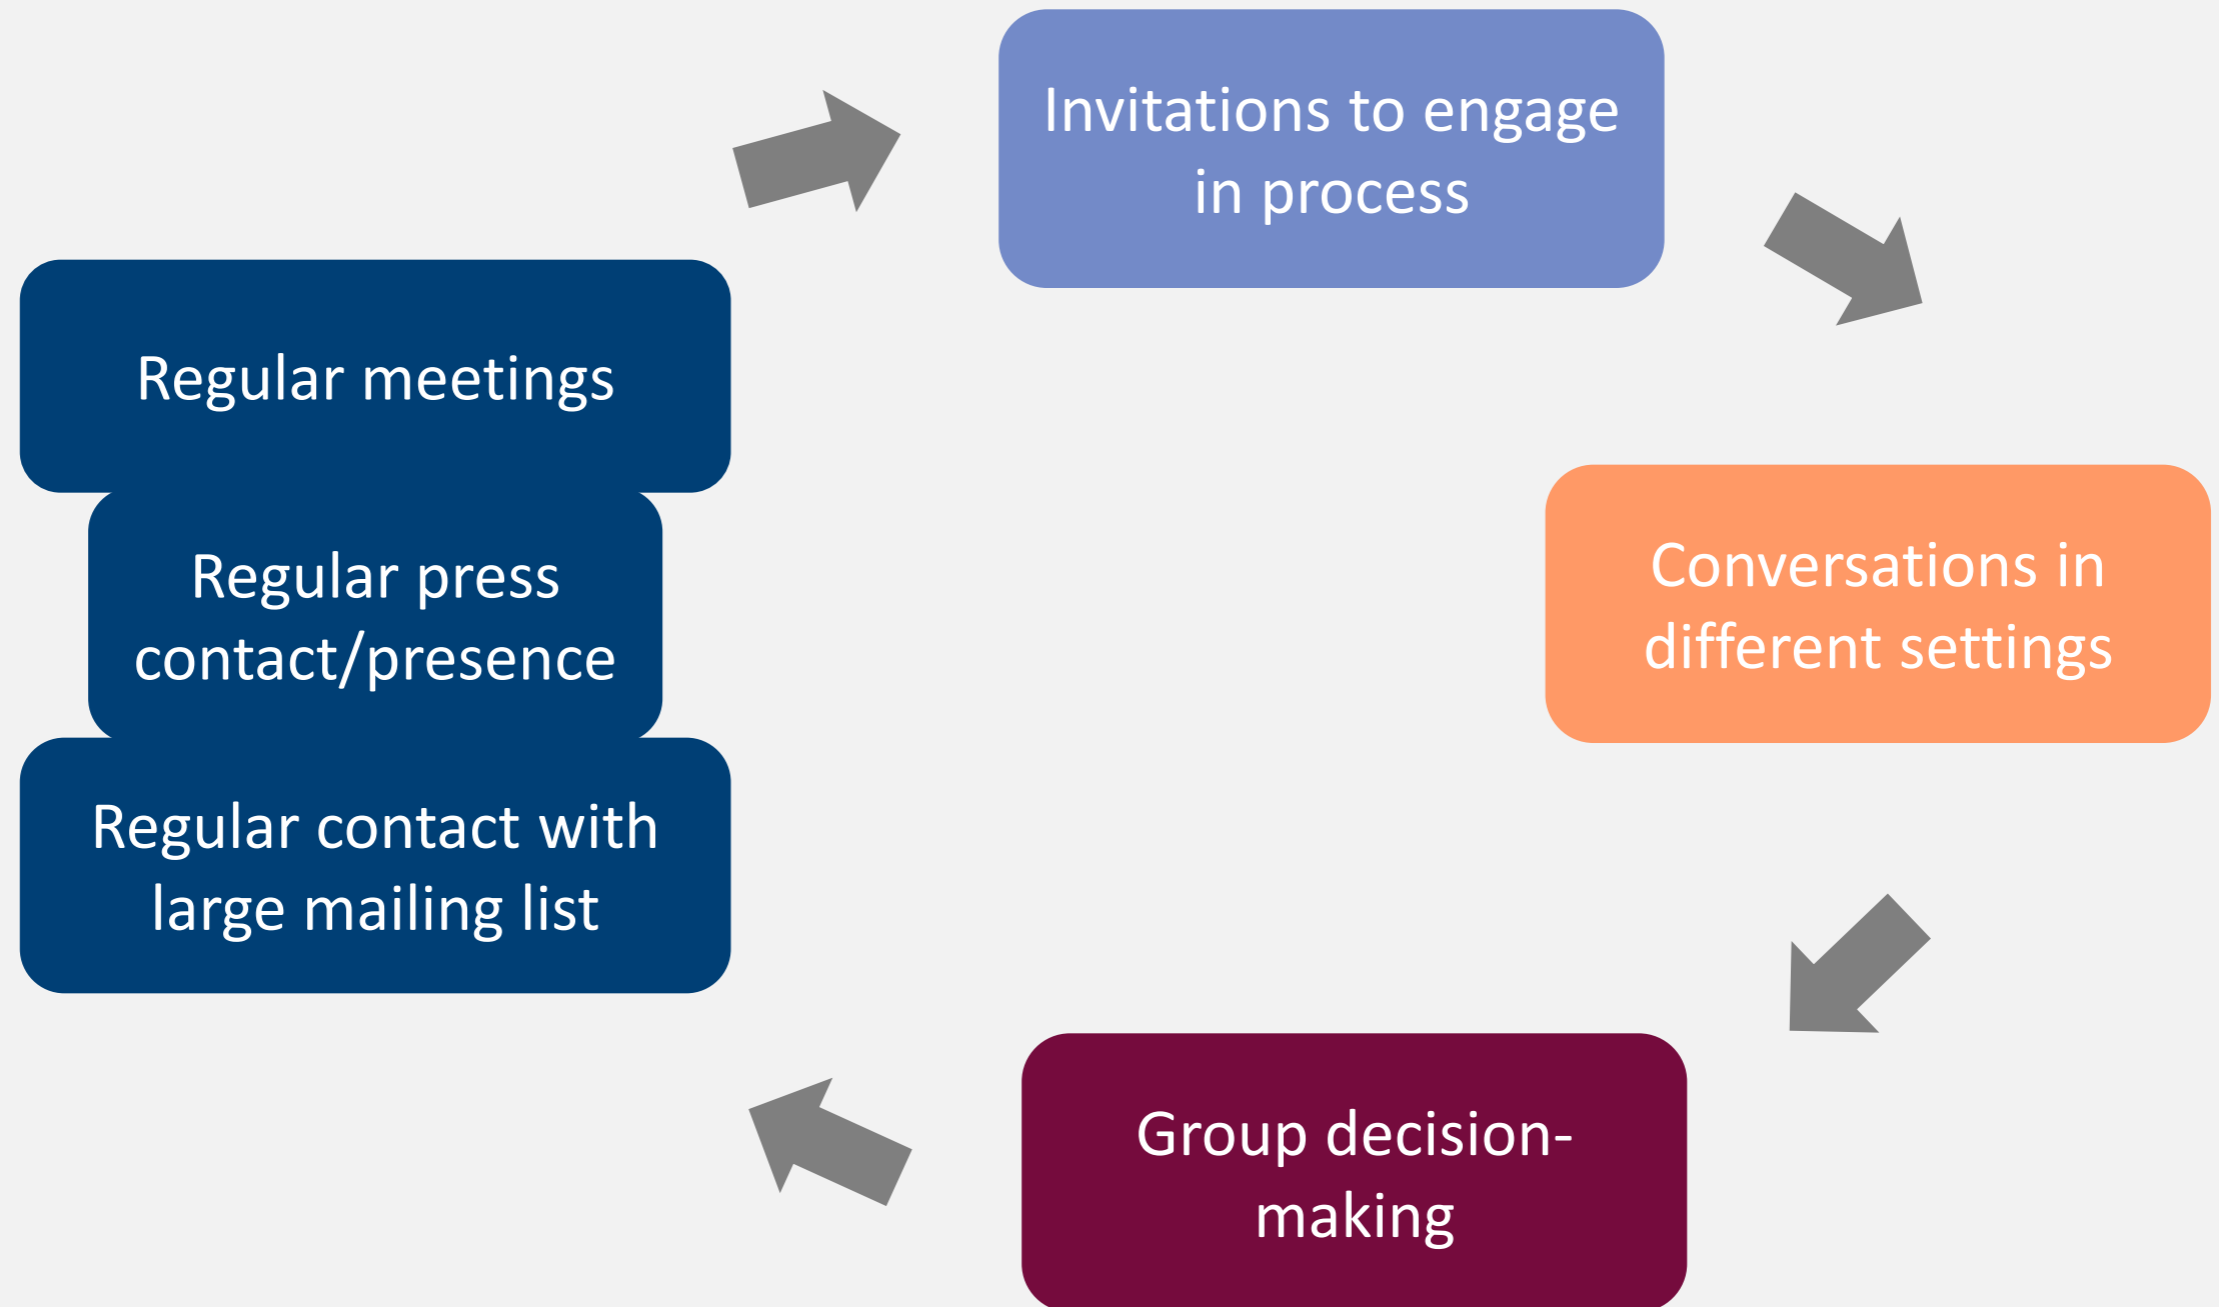 Invitations to engage
in process
Regular meetings
Regular press
contact/presence
Regular contact with
large mailing list
Conversations in
different settings
Group decision-
making